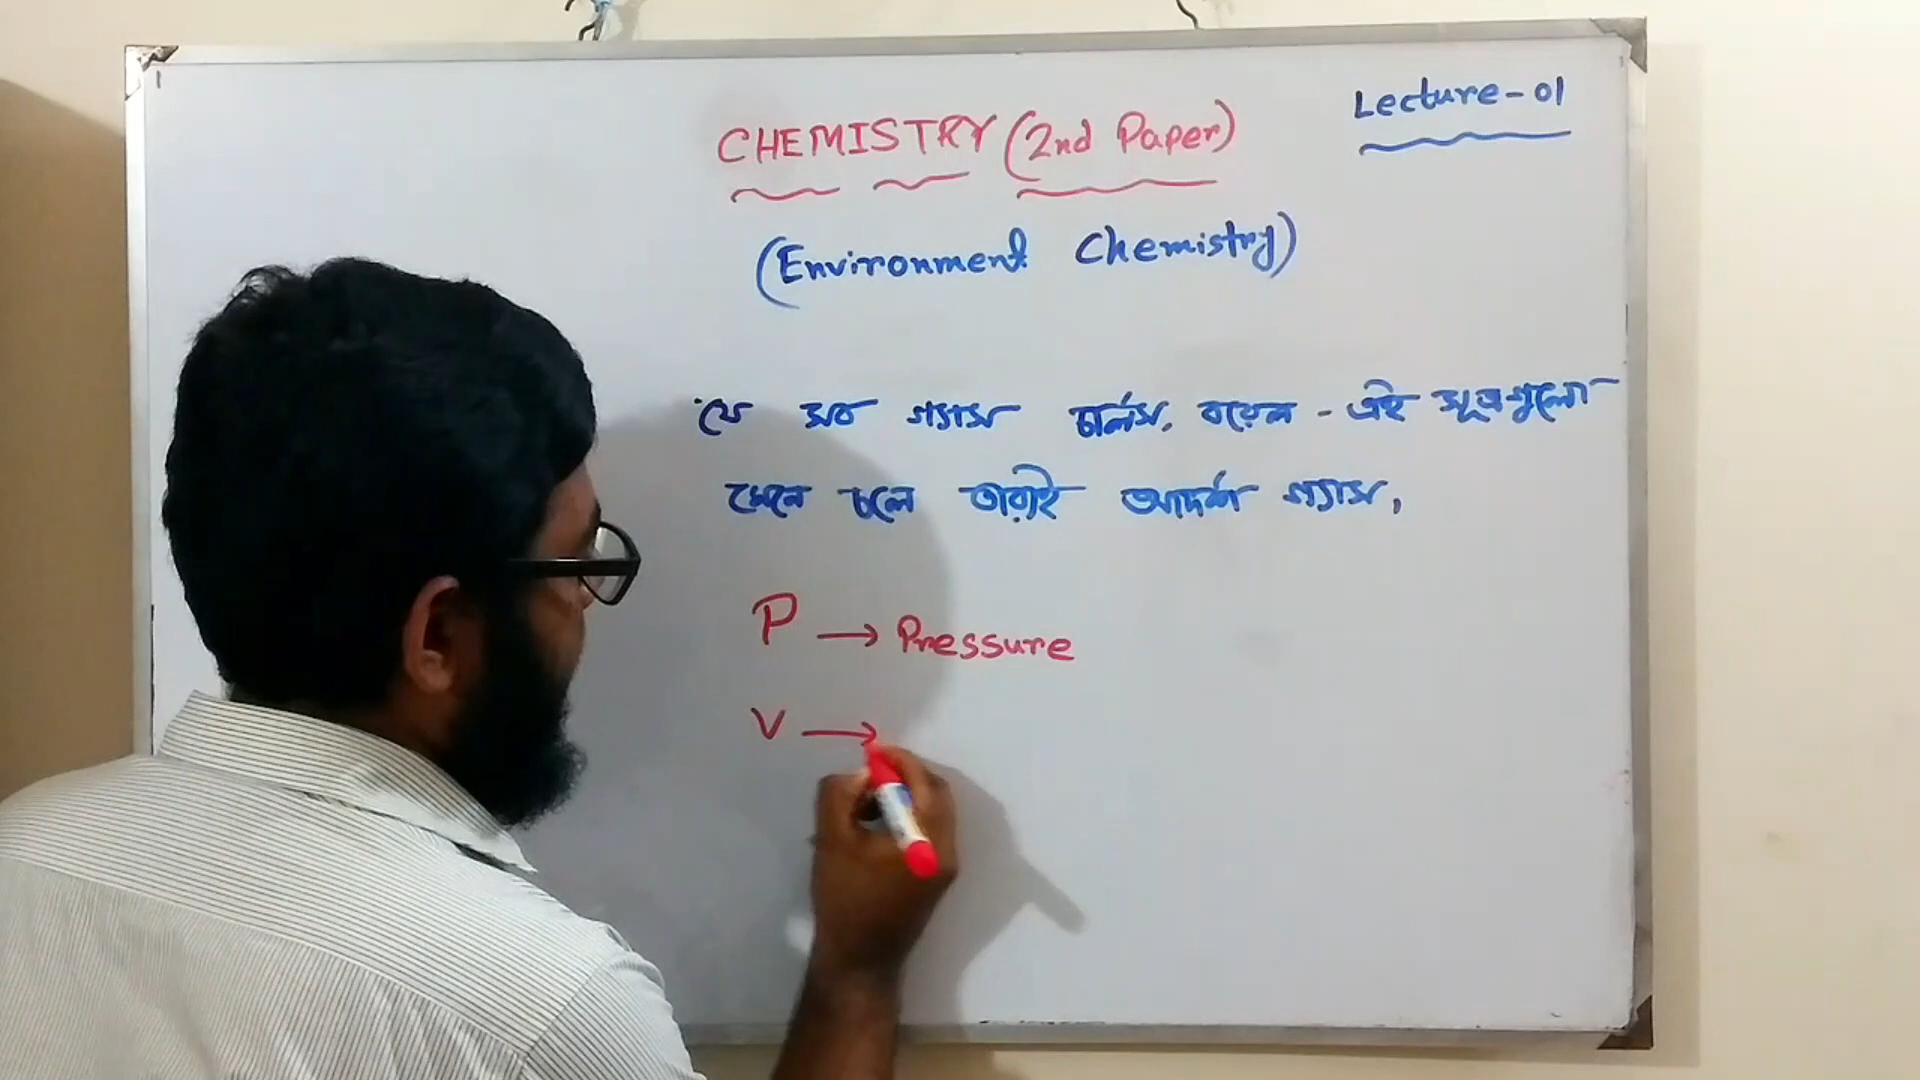 Lecture-01
CHEMISTRY (2nd Paper)
(Environment Chemistry)
যে সব গ্যাস চার্লস, বয়েল - এই সূত্রগুলো
মেনে চলে তারাই আদর্শ গ্যাস,
P → Pressure
V →